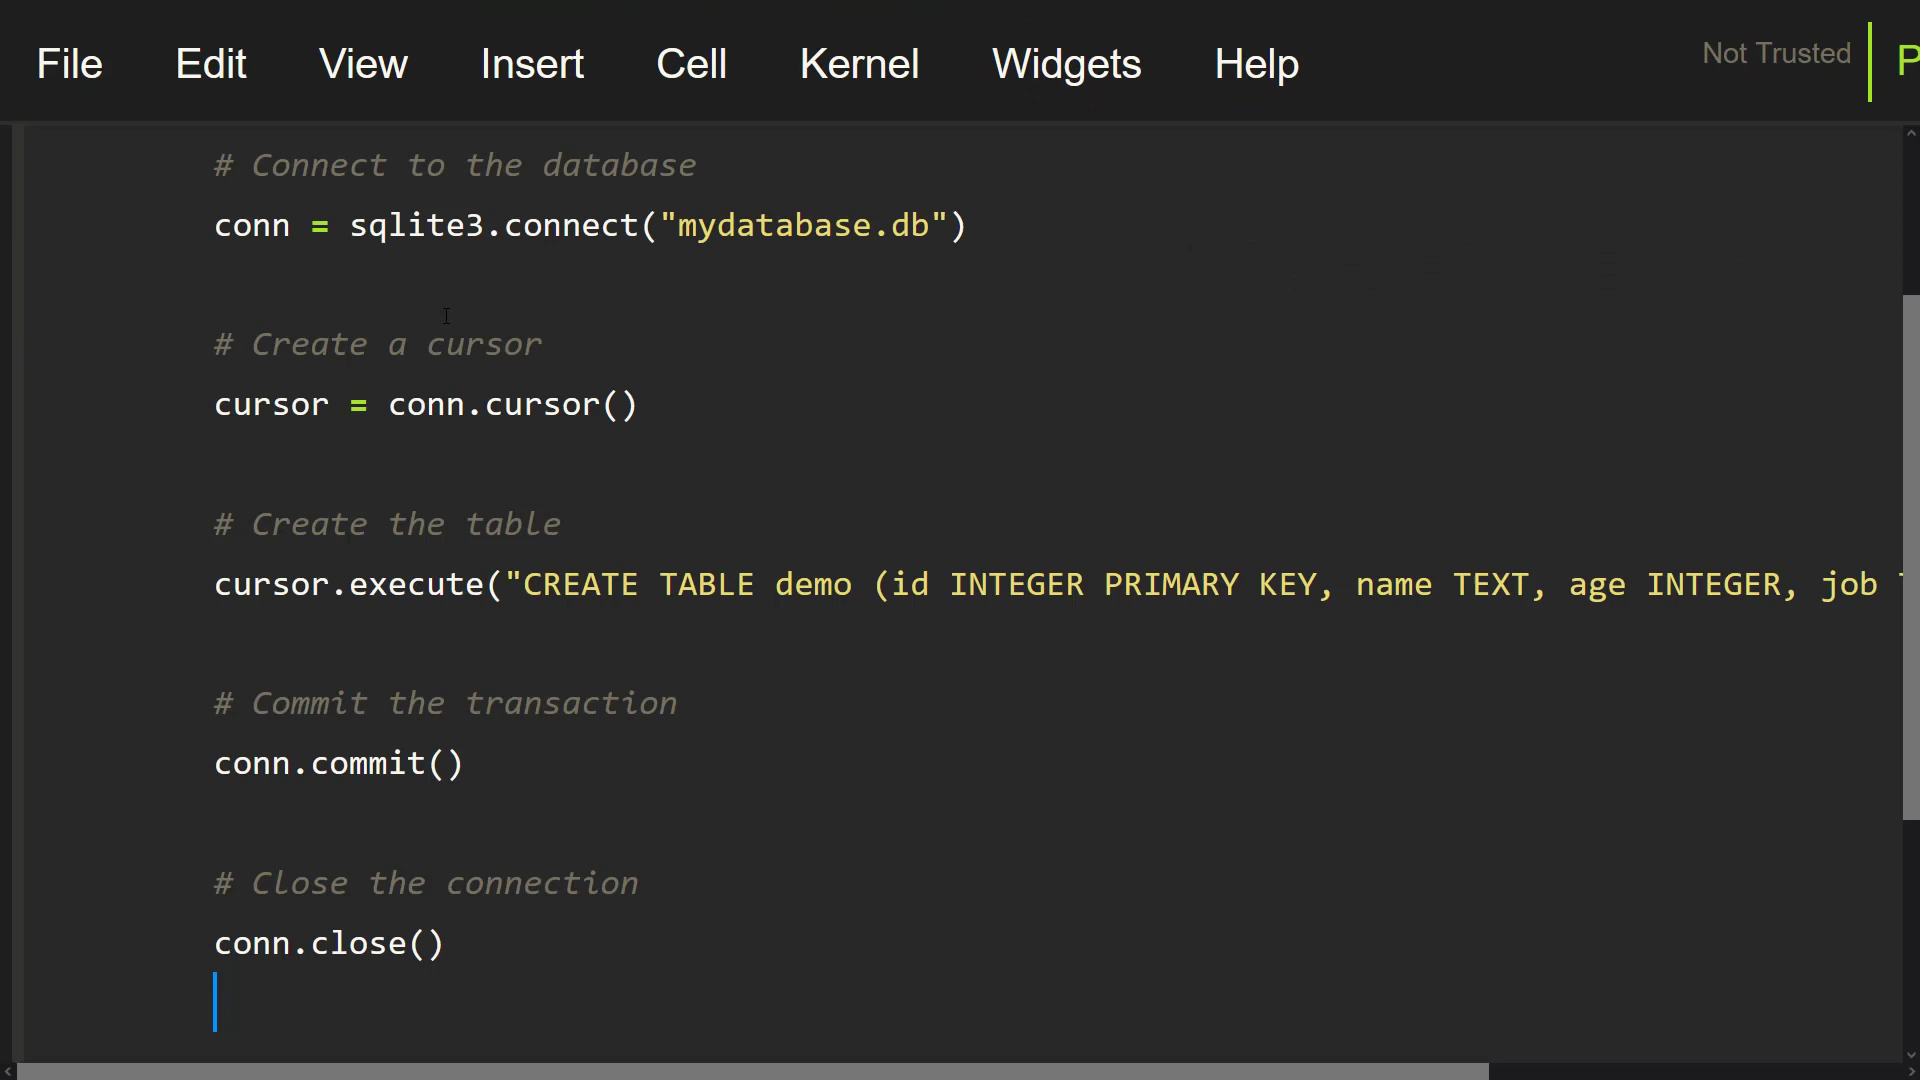 File Edit View Insert Cell Kernel Widgets Help Not Trusted P
# Connect to the database
conn = sqlite3.connect("mydatabase.db")
# Create a cursor
cursor = conn.cursor()
# Create the table
cursor.execute("CREATE TABLE demo (id INTEGER PRIMARY KEY, name TEXT, age INTEGER, job
# Commit the transaction
conn.commit()
# Close the connection
conn.close()